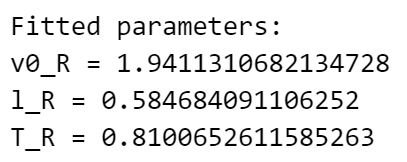 Fitted parameters:
v0_R = 1.9411310682134728
l_R = 0.584684091106252
T_R = 0.8100652611585263